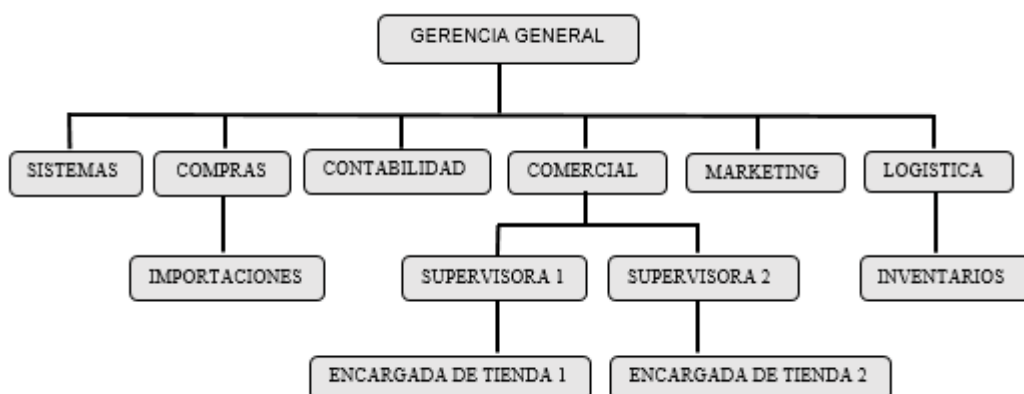 GERENCIA GENERAL
SISTEMAS
COMPRAS
CONTABILIDAD
COMERCIAL
MARKETING
LOGISTICA
IMPORTACIONES
SUPERVISORA 1
SUPERVISORA 2
INVENTARIOS
ENCARGADA DE TIENDA 1
ENCARGADA DE TIENDA 2